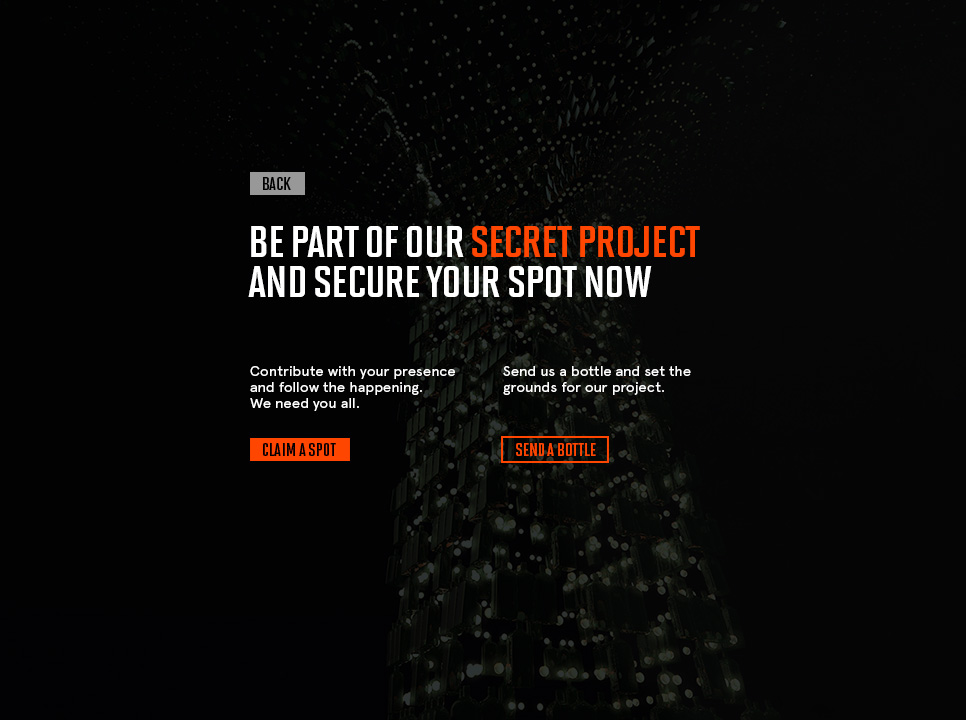 BACK
BE PART OF OUR SECRET PROJECT
AND SECURE YOUR SPOT NOW
Contribute with your presence
and follow the happening.
We need you all.
CLAIM A SPOT
Send us a bottle and set the
grounds for our project.
SEND A BOTTLE